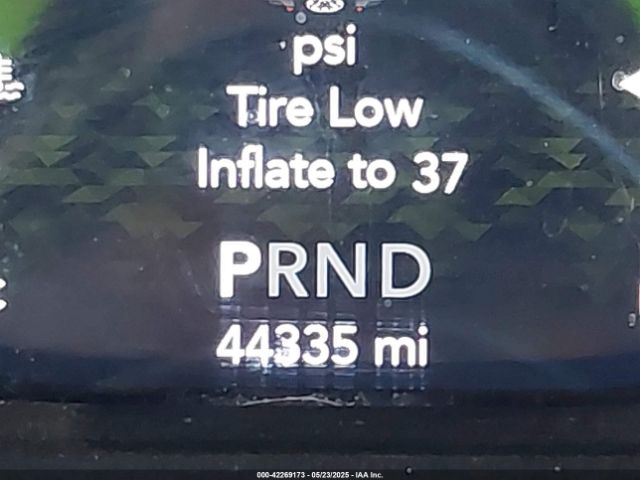 psi
Tire Low
Inflate to 37
PRND
44335 mi
000-42269173 - 05/23/2025 - IAA Inc.